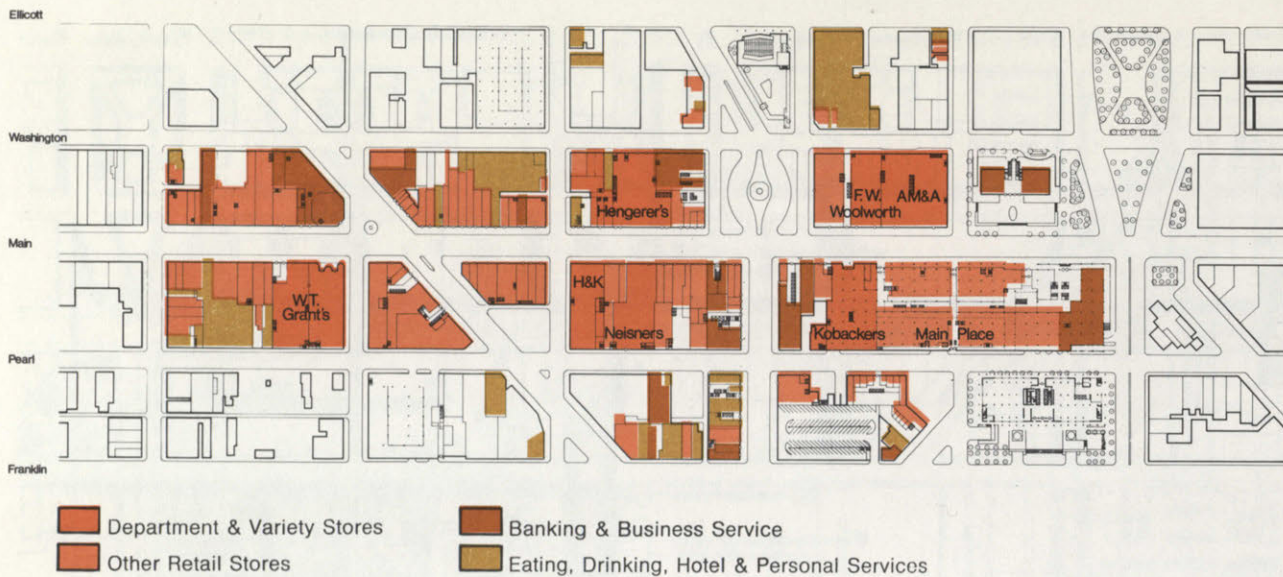 Ellicott
Washington
Hengerer's
F.W.
Woolworth
AM&A
Main
W.T.
Grant's
H&K
Neisners
Kobackers
Main Place
Pearl
Franklin
Department & Variety Stores
Other Retail Stores
Banking & Business Service
Eating, Drinking, Hotel & Personal Services